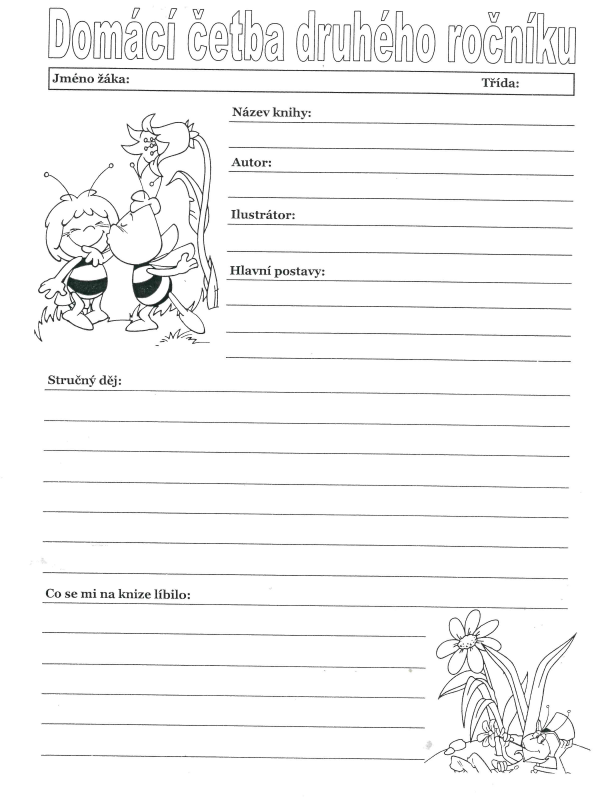 Domácí četba druhého ročníku
Jméno žáka: Třída:
Název knihy:
Autor:
Ilustrátor:
Hlavní postavy:
Stručný děj:
Co se mi na knize líbilo: